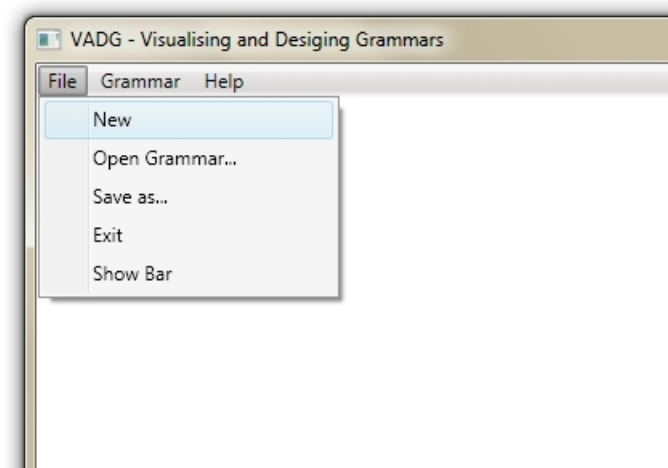 VADG - Visualising and Desiging Grammars
File Grammar Help
New
Open Grammar...
Save as...
Exit
Show Bar